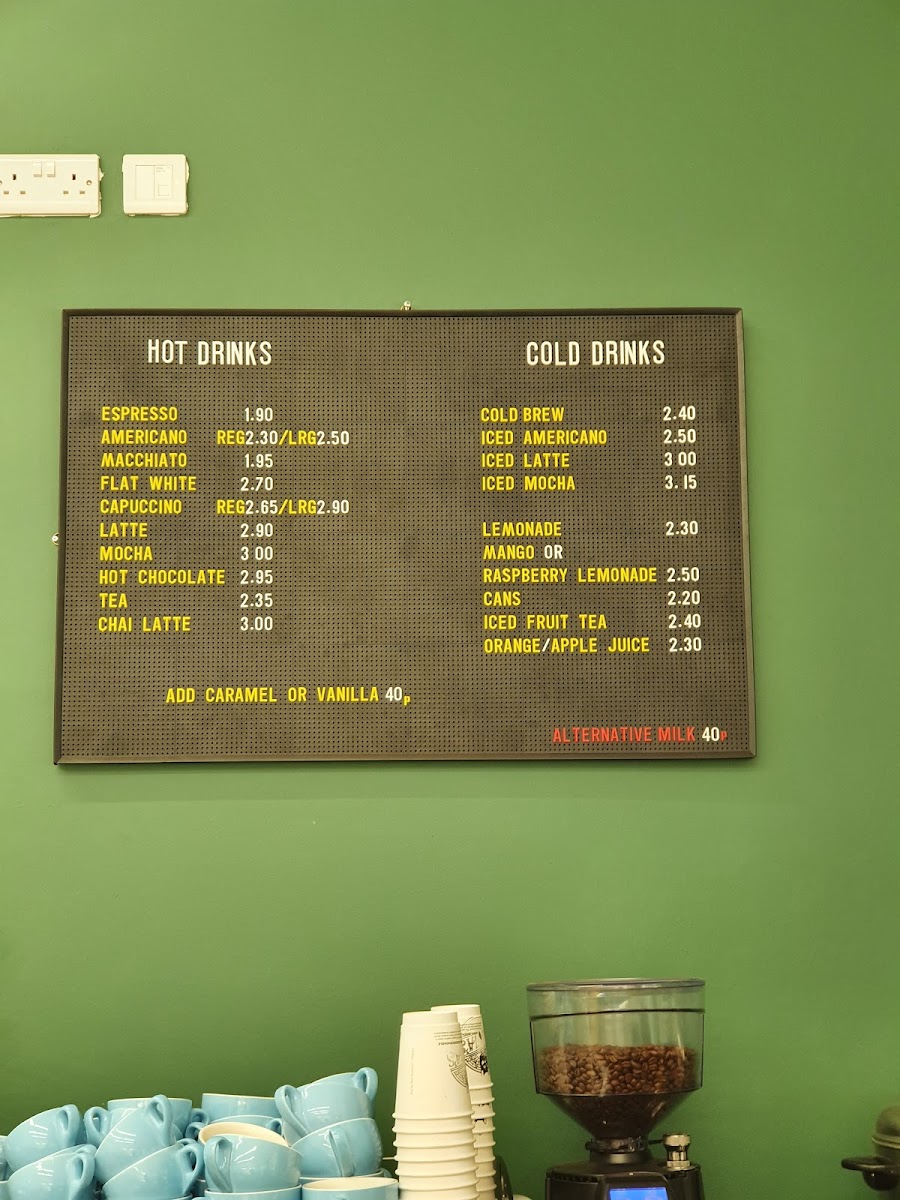 HOT DRINKS
ESPRESSO 1.90
AMERICANO REG2.30/LRG2.50
MACCHIATO 1.95
FLAT WHITE 2.70
CAPUCCINO REG2.65/LRG2.90
LATTE 2.90
MOCHA 3 00
HOT CHOCOLATE 2.95
TEA 2.35
CHAI LATTE 3.00
ADD CARAMEL OR VANILLA 40p
COLD DRINKS
COLD BREW 2.40
ICED AMERICANO 2.50
ICED LATTE 3 00
ICED MOCHA 3.15
LEMONADE 2.30
MANGO OR
RASPBERRY LEMONADE 2.50
CANS 2.20
ICED FRUIT TEA 2.40
ORANGE/APPLE JUICE 2.30
ALTERNATIVE MILK 40P